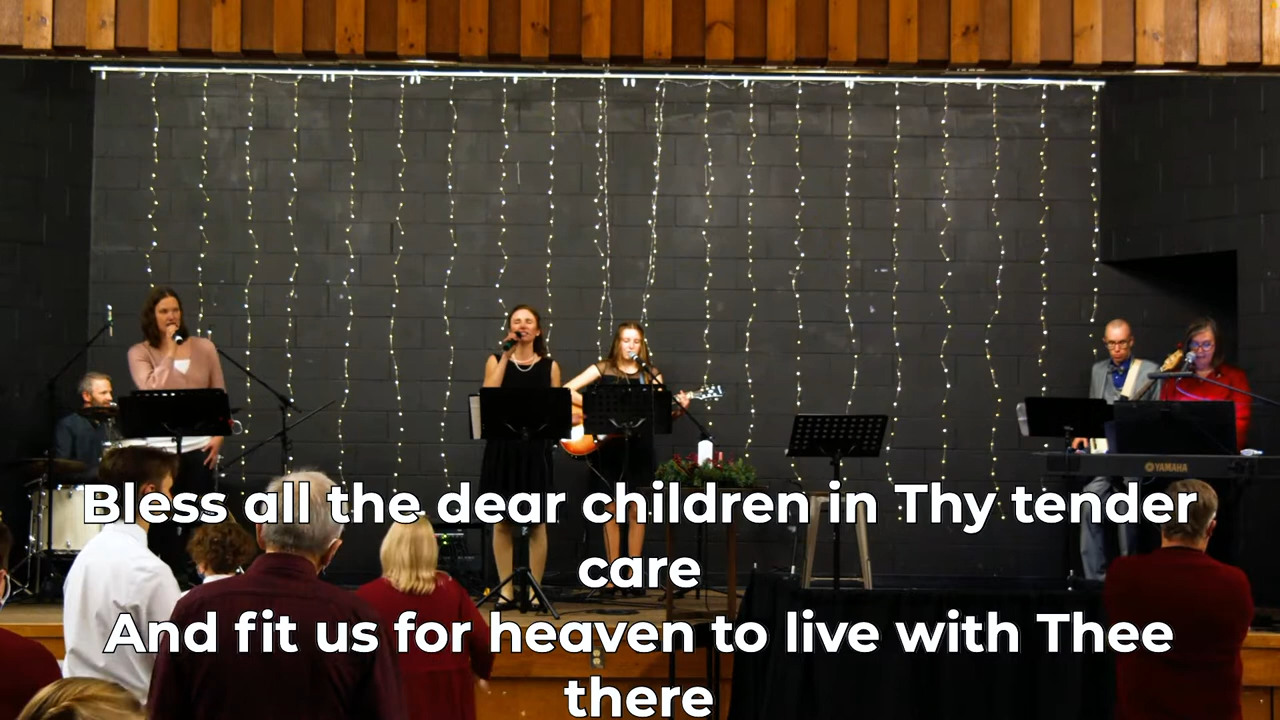 YAMAHA
Bless all the dear children in Thy tender
care
And fit us for heaven to live with Thee
there